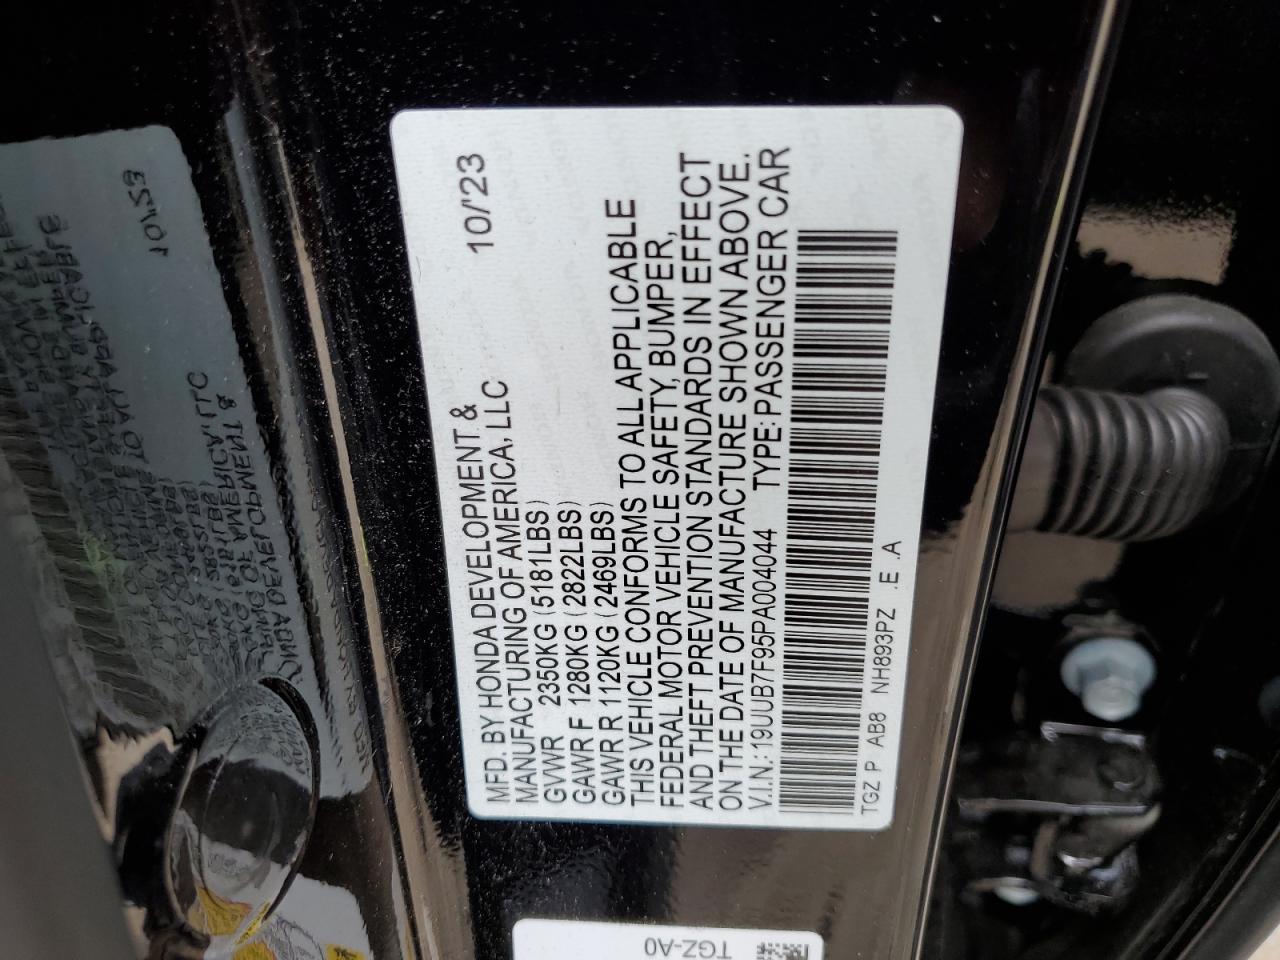 MFD. BY HONDA DEVELOPMENT &
MANUFACTURING OF AMERICA, LLC 10/'23
GVWR 2350KG (5181LBS)
GAWR F 1280KG (2822LBS)
GAWR R 1120KG (2469LBS)
THIS VEHICLE CONFORMS TO ALL APPLICABLE
FEDERAL MOTOR VEHICLE SAFETY, BUMPER,
AND THEFT PREVENTION STANDARDS IN EFFECT
ON THE DATE OF MANUFACTURE SHOWN ABOVE.
V.I.N.: 19UUB7F95PA004044 TYPE: PASSENGER CAR
TGZ P AB8 NH893PZ .E .A
TGZ-A0